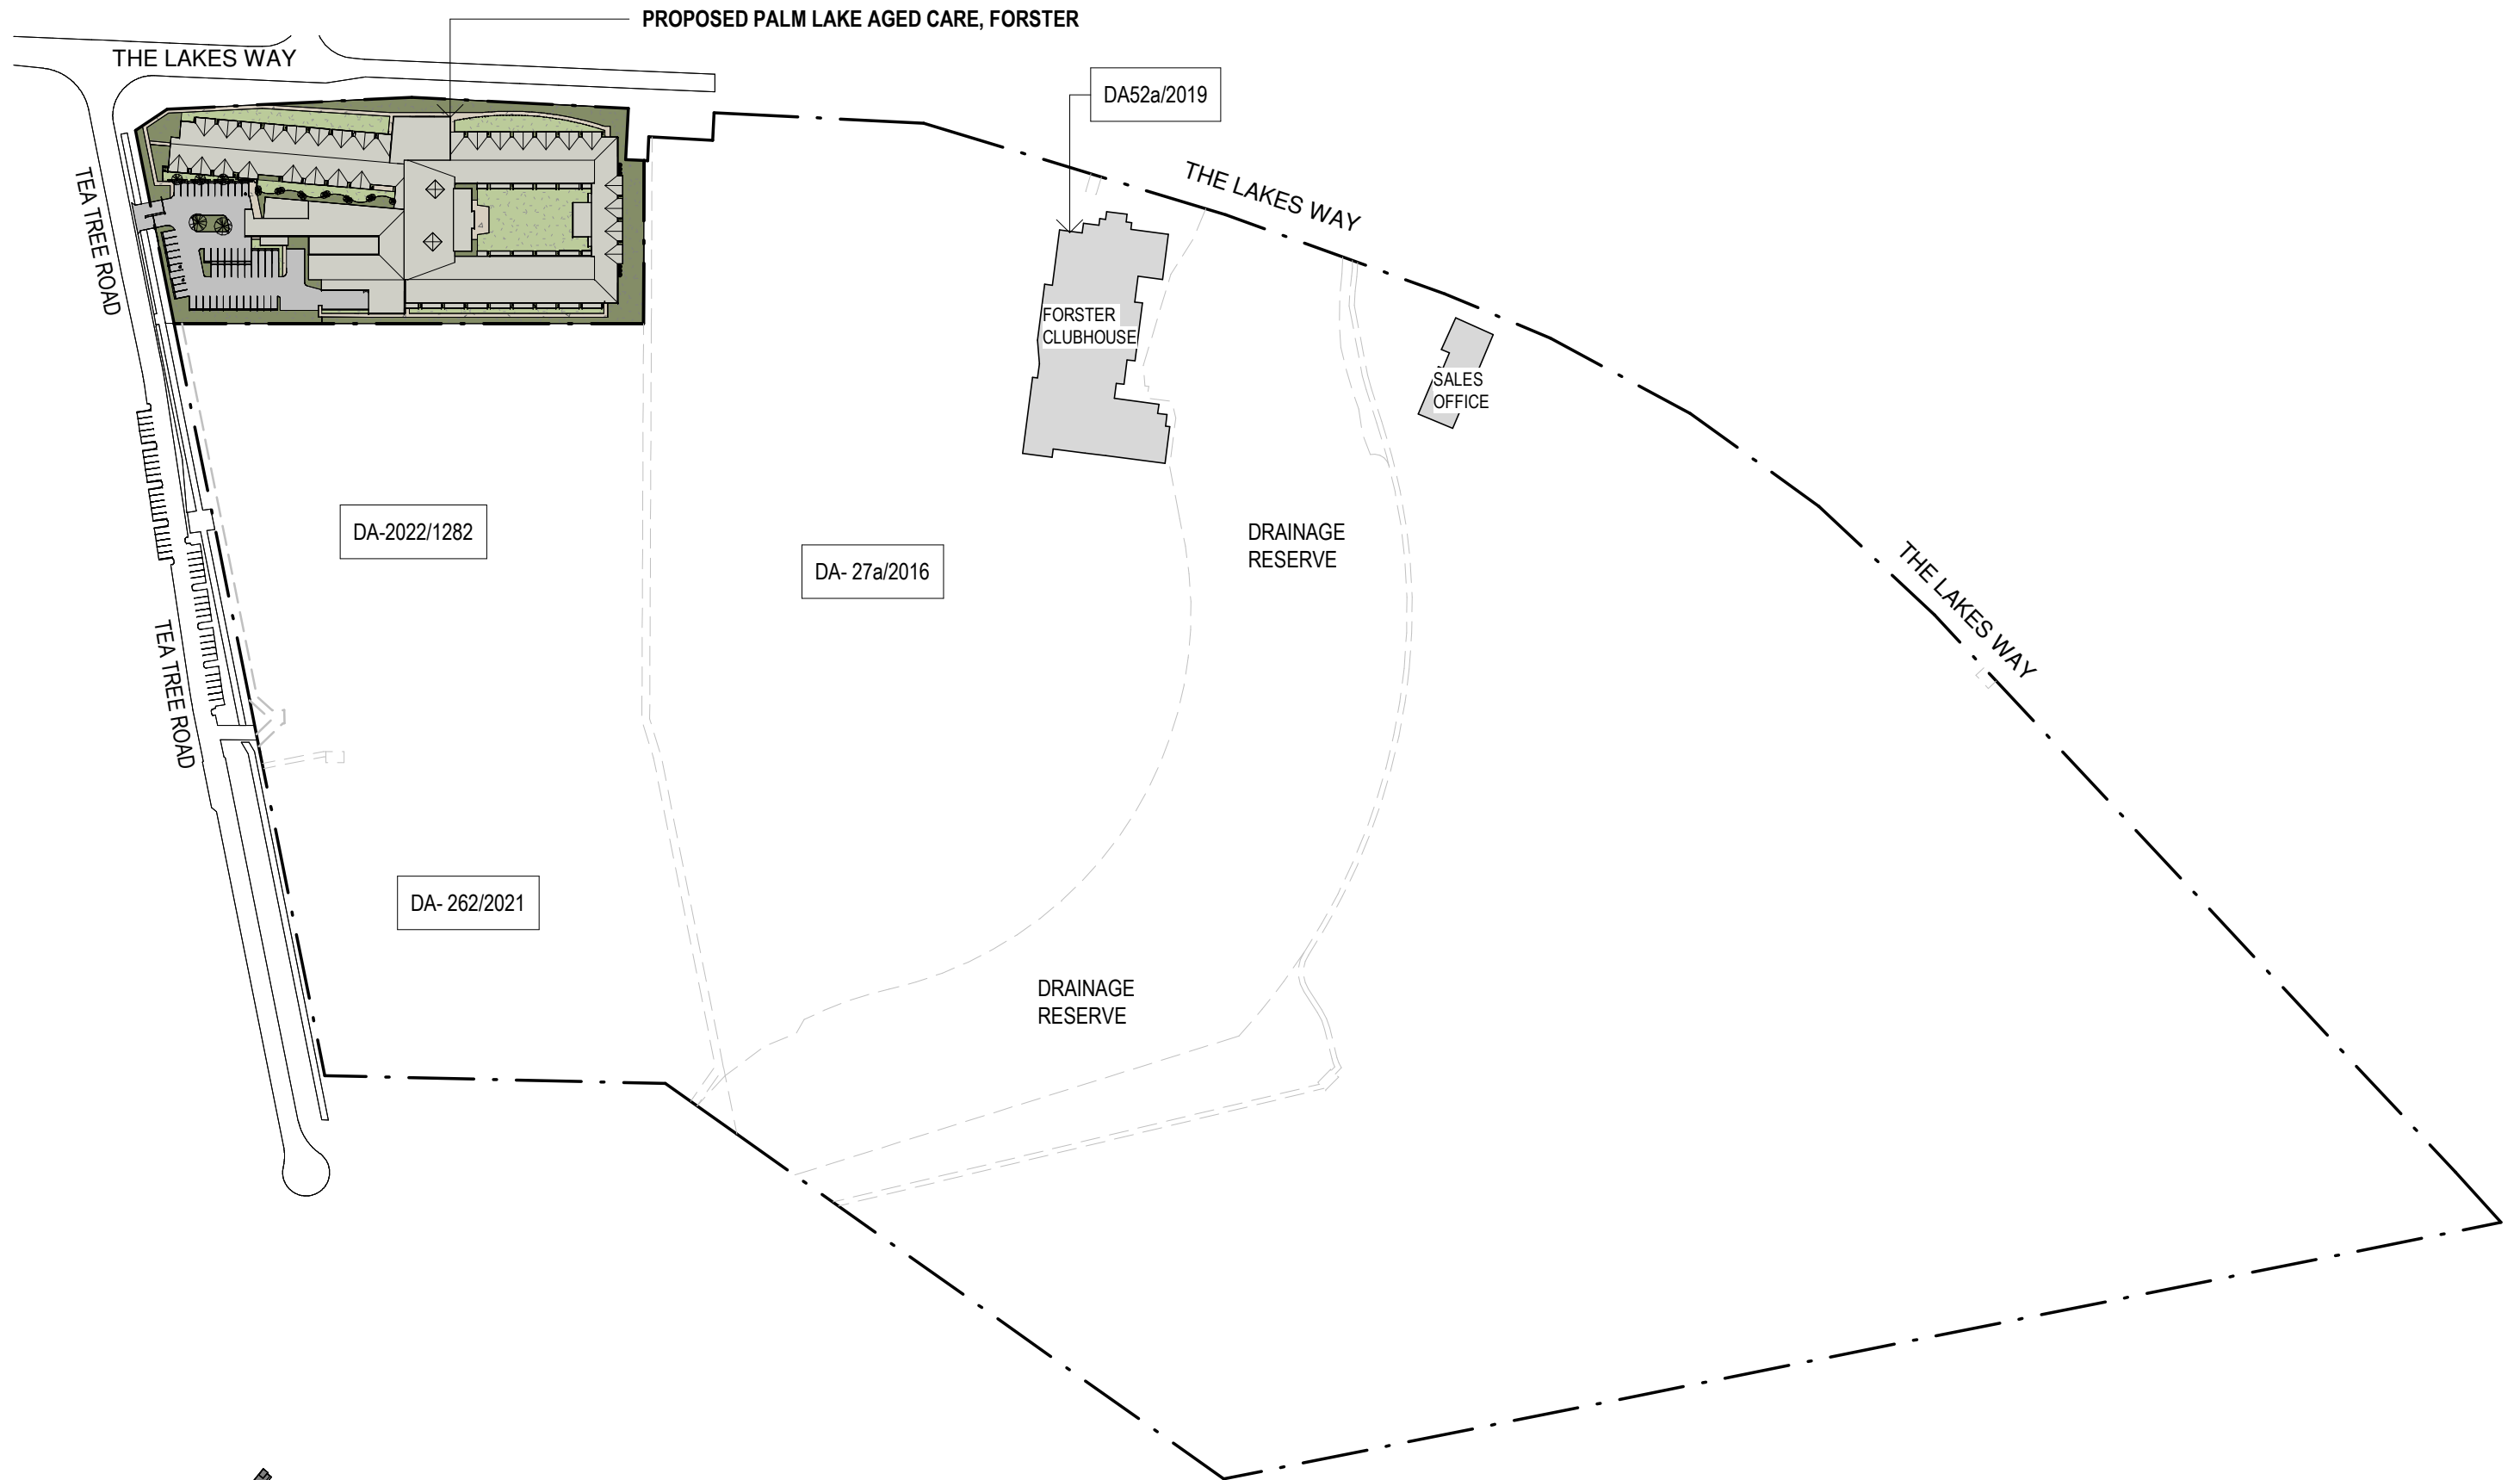 PROPOSED PALM LAKE AGED CARE, FORSTER
THE LAKES WAY
DA52a/2019
THE LAKES WAY
TEA TREE ROAD
FORSTER
CLUBHOUSE
SALES
OFFICE
DA-2022/1282
DRAINAGE
RESERVE
DA- 27a/2016
THE LAKES WAY
TEA TREE ROAD
DA- 262/2021
DRAINAGE
RESERVE